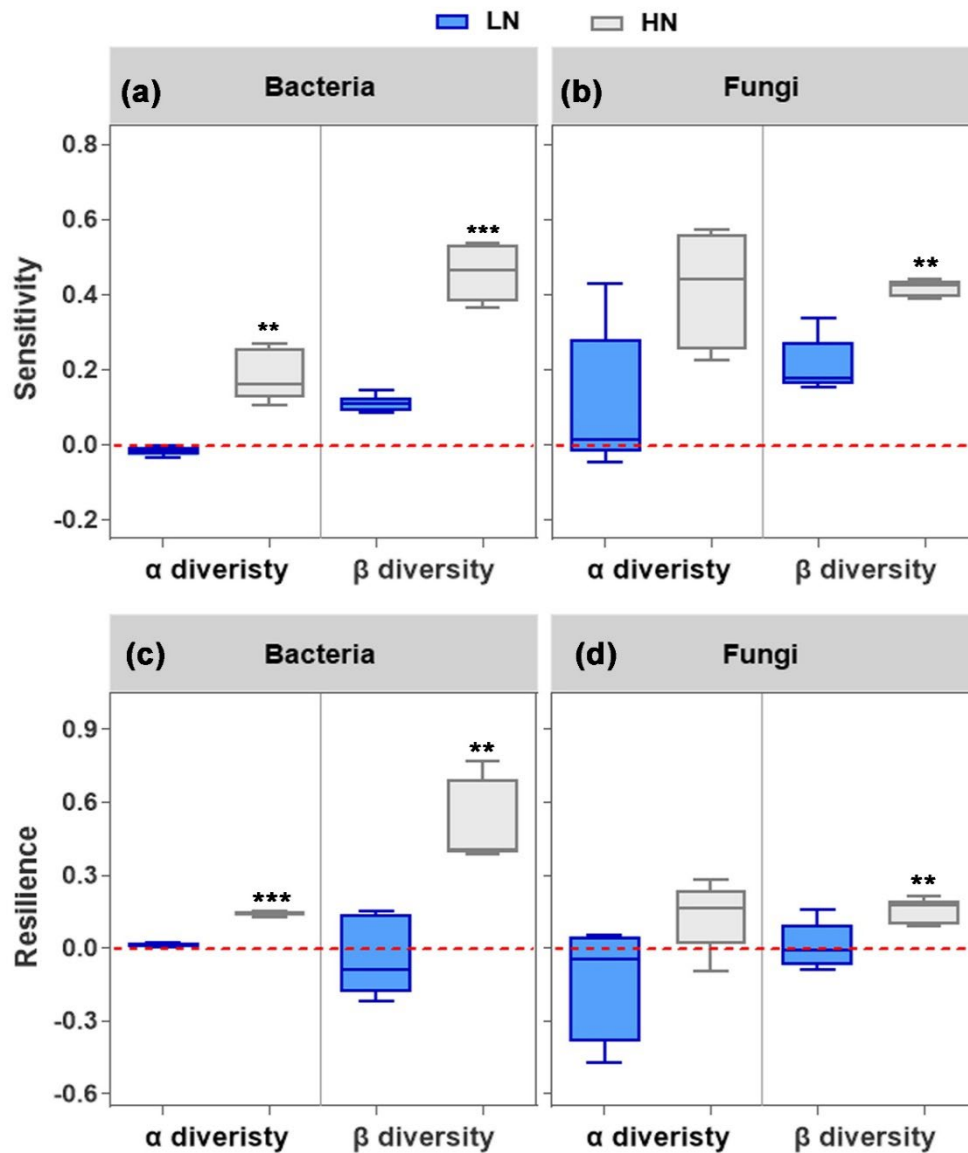 LN HN
(a) Bacteria (b) Fungi
Sensitivity
0.8
0.6
0.4
0.2
0.0
-0.2
** *** **
α diveristy β diversity α diveristy β diversity
(c) Bacteria (d) Fungi
Resilience
0.9
0.6
0.3
0.0
-0.3
-0.6
*** ** **
α diveristy β diversity α diveristy β diversity